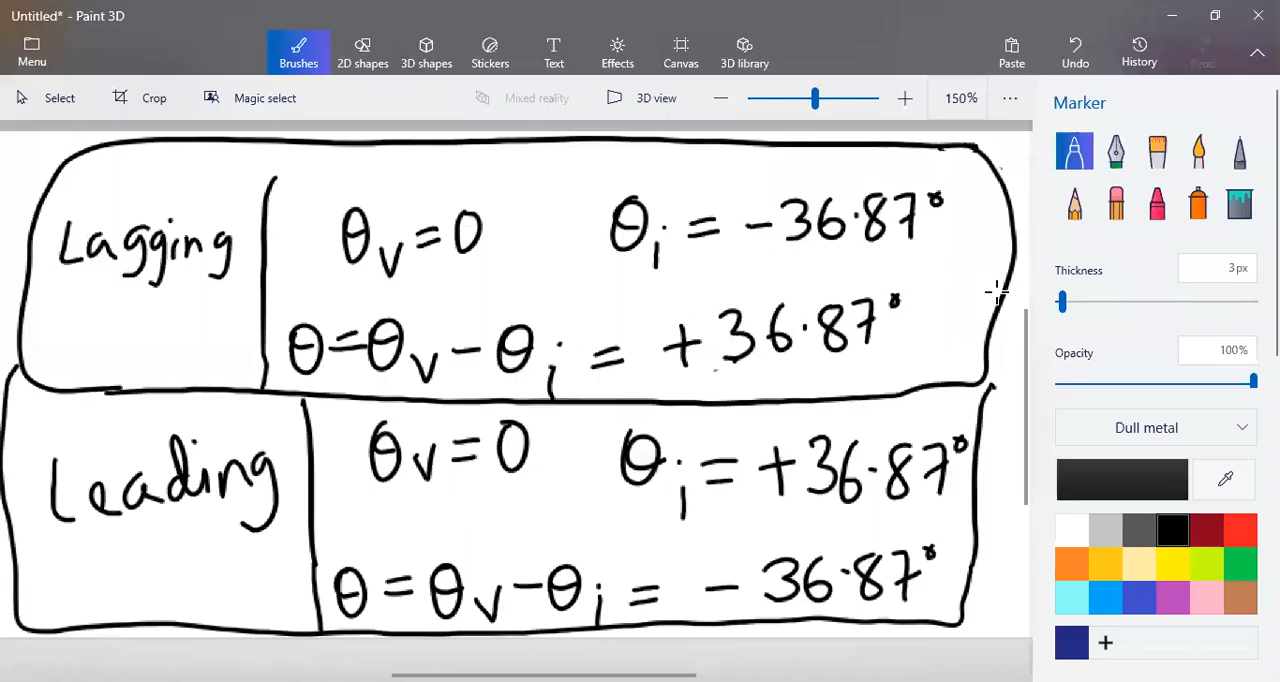 Untitled* - Paint 3D
Menu
Brushes 2D shapes 3D shapes Stickers Text Effects Canvas 3D library Paste Undo History
Select Crop Magic select Mixed reality 3D view 150%
Marker
Thickness 3px
Opacity 100%
Dull metal
Lagging θv = 0 θi = -36.87°
θ = θv - θi = +36.87°
Leading θv = 0 θi = +36.87°
θ = θv - θi = - 36.87°